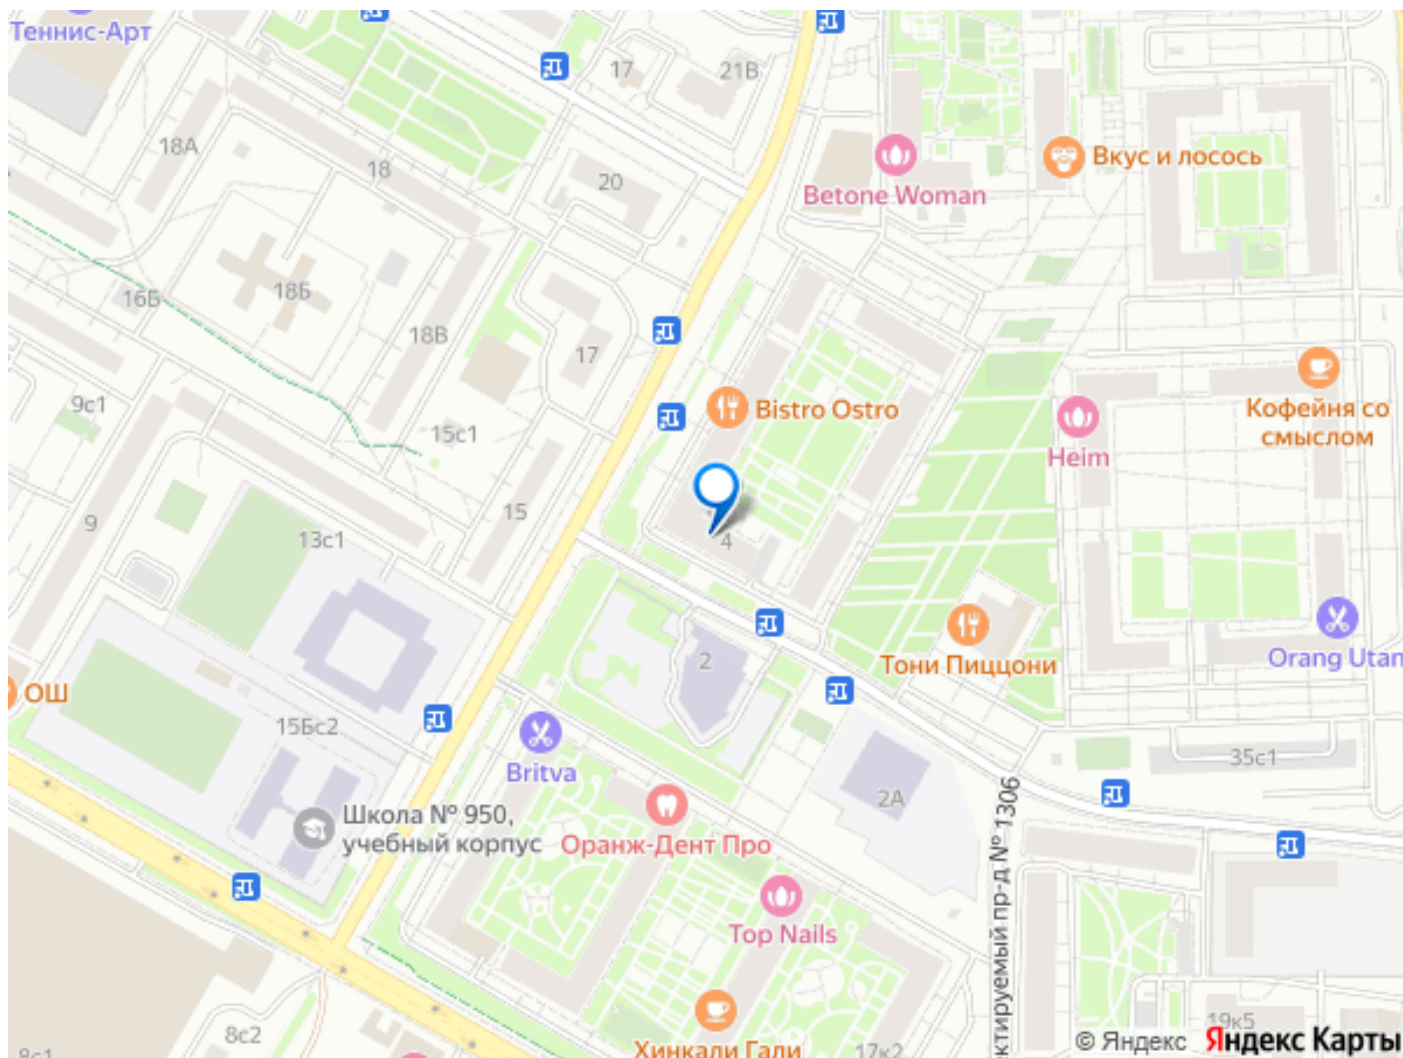 Теннис-Арт
17
21В
18А
18
20
Betone Woman
Вкус и лосось
18Б
16Б
18В
17
9с1
15с1
Bistro Ostro
Кофейня со
смыслом
Heim
9
13с1
15
4
2
Тони Пиццони
Orang Utan
ОШ
15Бс2
Britva
35с1
2А
Школа № 950,
учебный корпус
Оранж-Дент Про
ектируемый пр-д № 1306
Top Nails
8с2
8с1
Хинкали Гали
17к2
19к5
© Яндекс Яндекс Карты